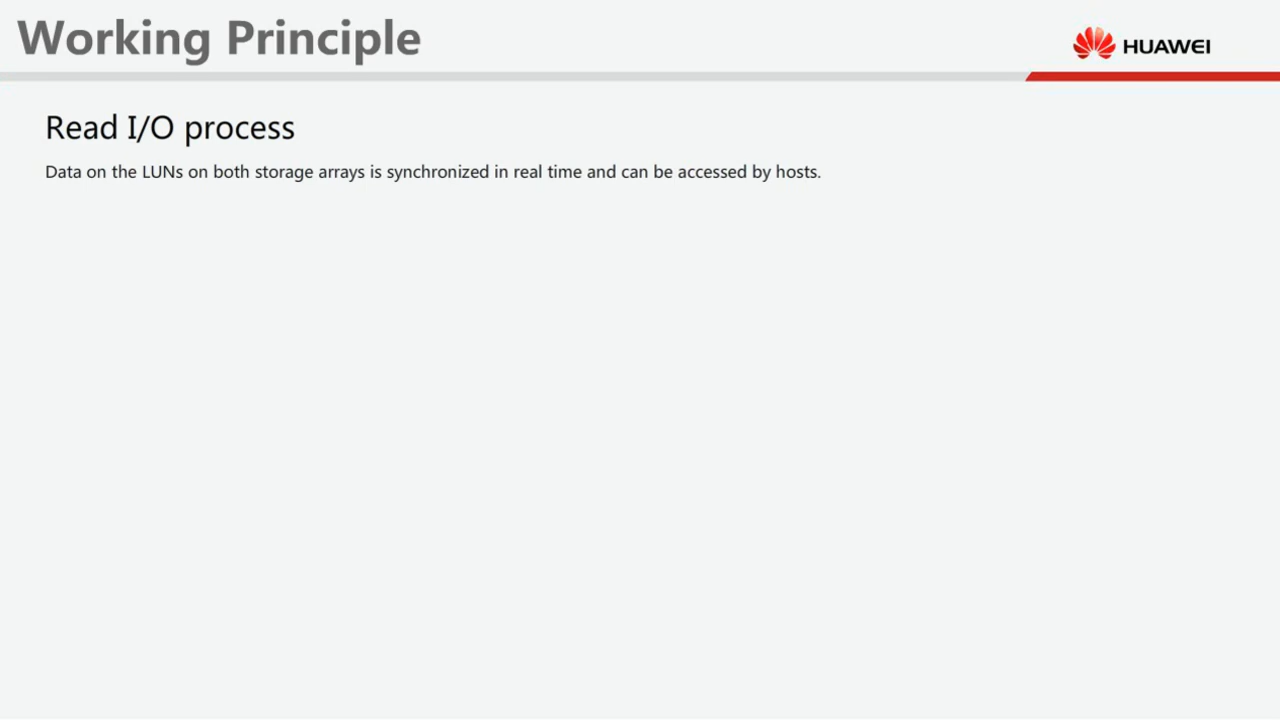 Working Principle
HUAWEI
Read I/O process
Data on the LUNs on both storage arrays is synchronized in real time and can be accessed by hosts.